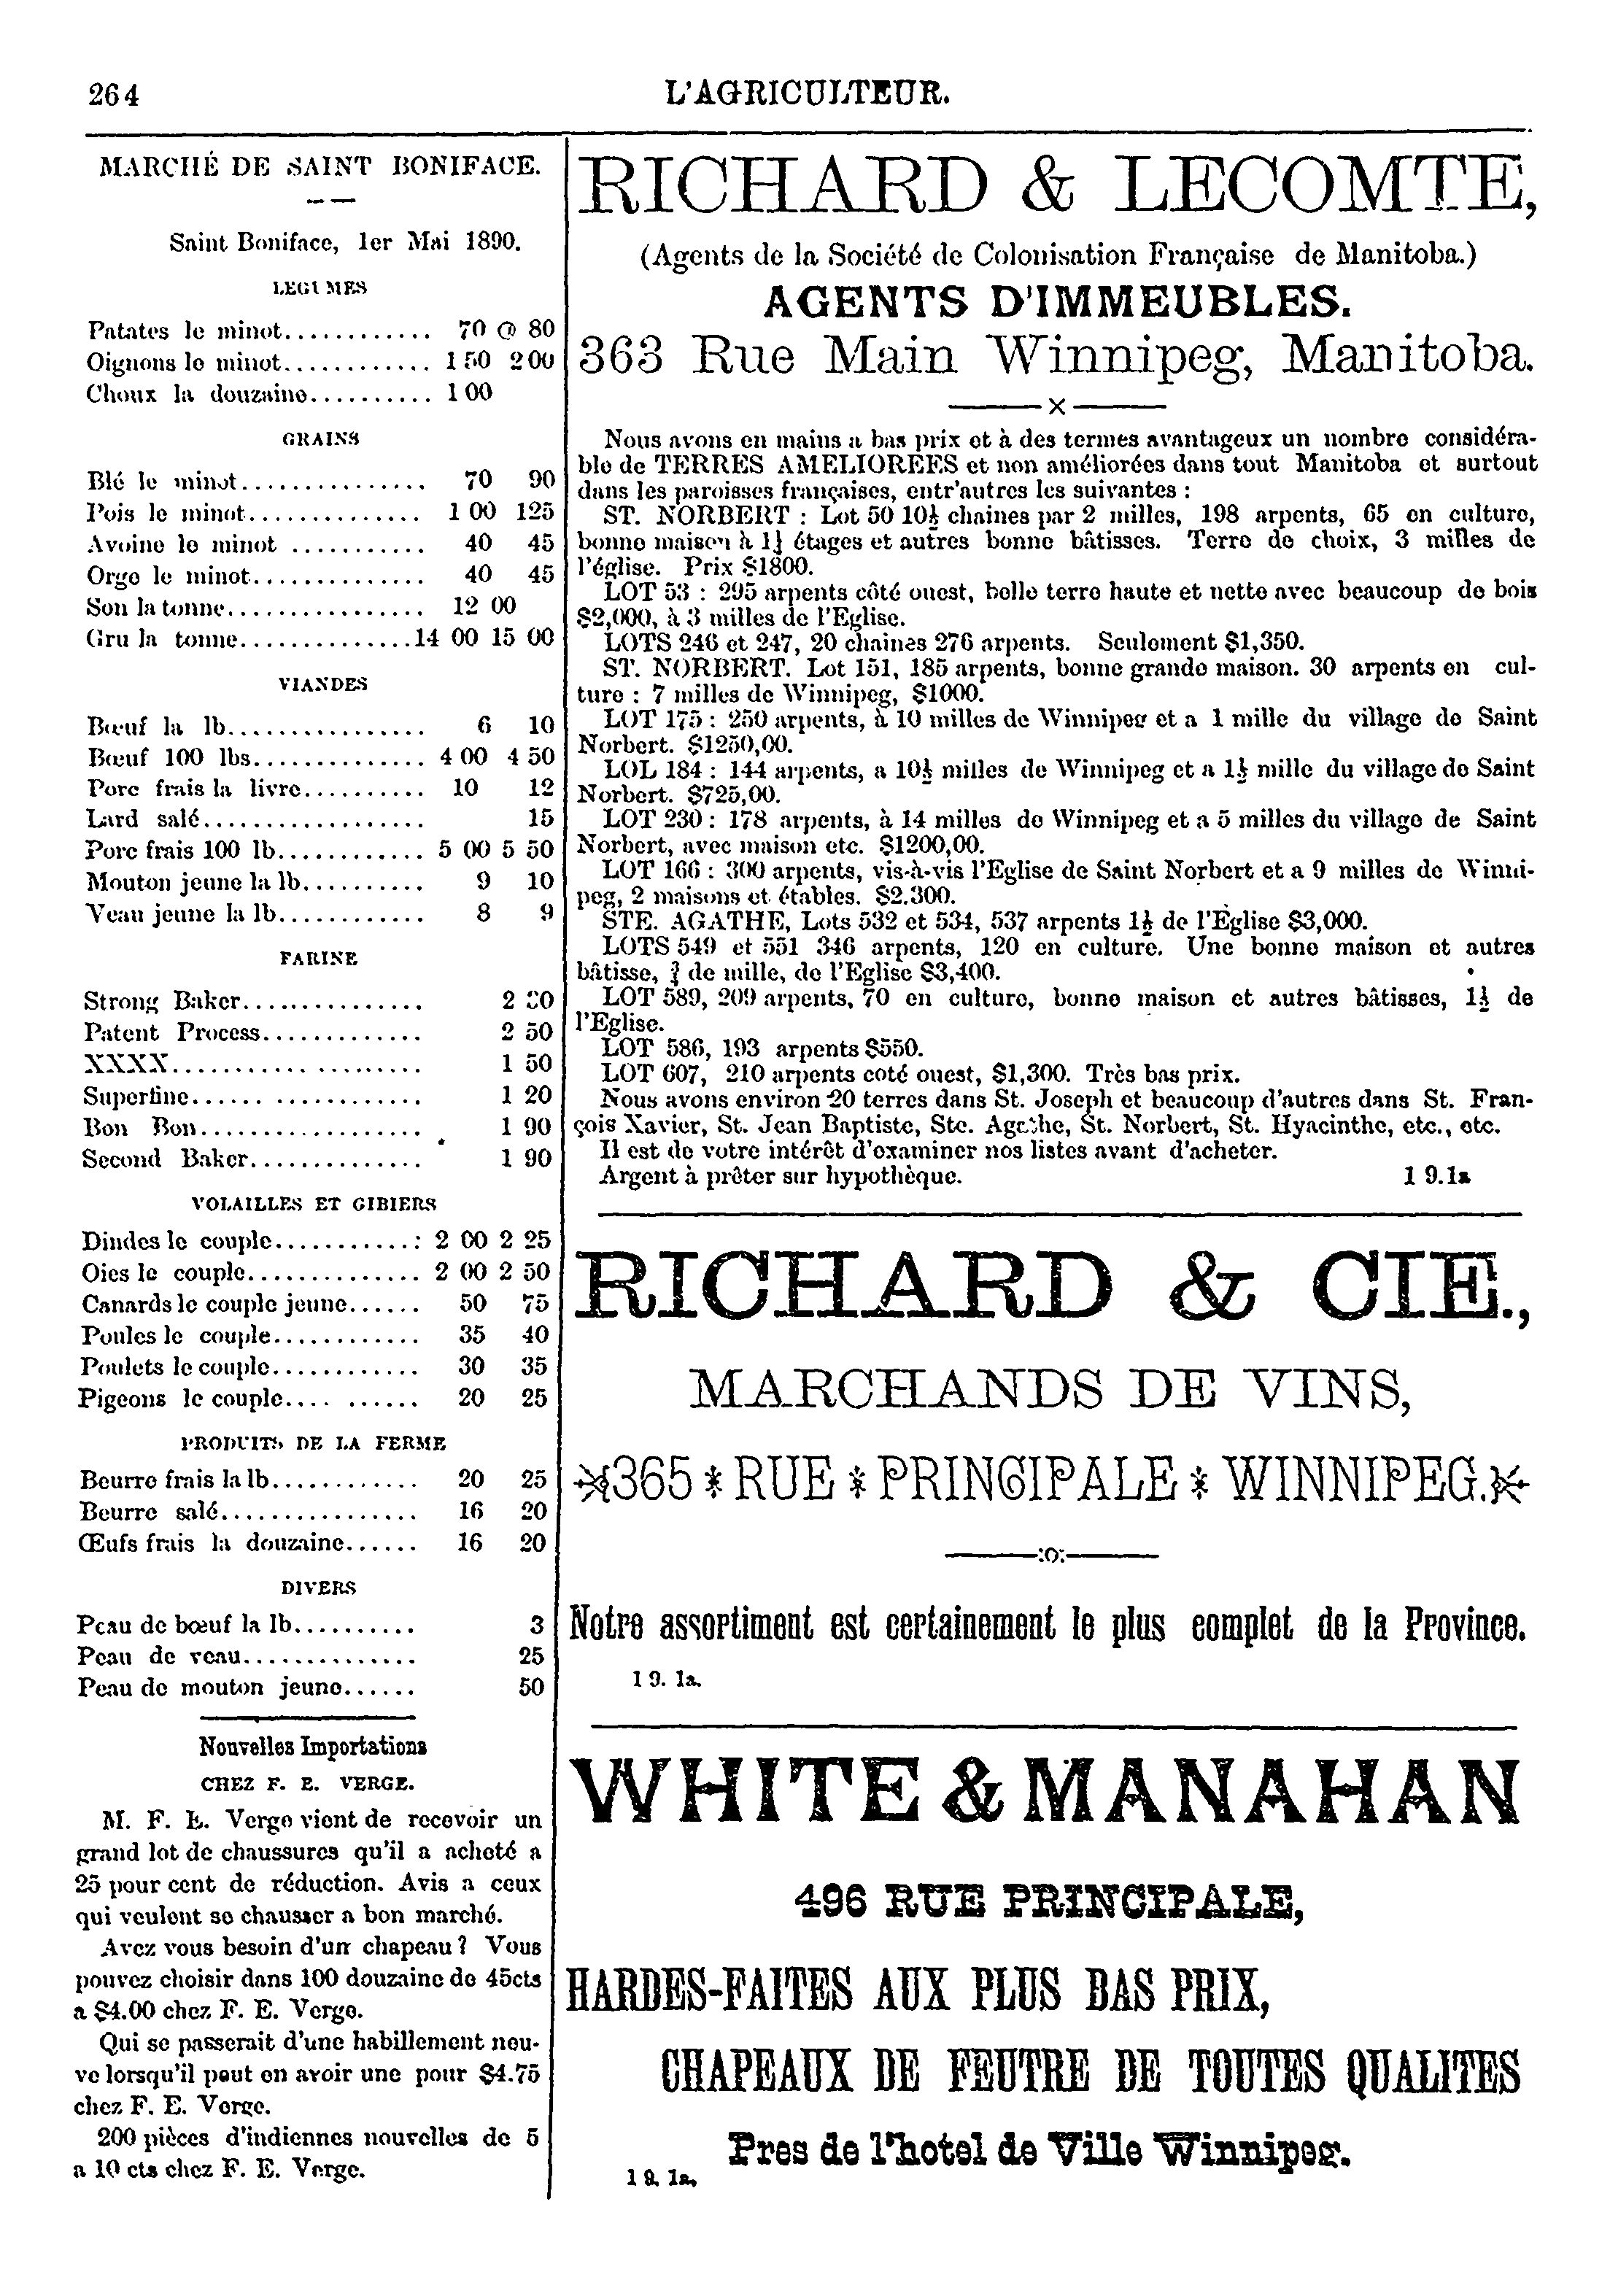 264
L'AGRICULTEUR.
MARCHÉ DE SAINT BONIFACE.
Saint Boniface, 1er Mai 1890.
LEGUMES
Patates le minot............ 70 @ 80
Oignons le minot............ 1 50 2 00
Choux la douzaine.......... 1 00
GRAINS
Blé le minot............... 70 90
Pois le minot.............. 1 00 125
Avoine le minot ........... 40 45
Orge le minot.............. 40 45
Son la tonne................ 12 00
Gru la tonne..............14 00 15 00
VIANDES
Bœuf la lb................ 6 10
Bœuf 100 lbs.............. 4 00 4 50
Porc frais la livre.......... 10 12
Lard salé.................. 15
Porc frais 100 lb............ 5 00 5 50
Mouton jeune la lb.......... 9 10
Veau jeune la lb............ 8 9
FARINE
Strong Baker............... 2
Patent Process............. 2 50
XXXX........... ......... 1 50
Superfine...... ............ 1 20
Bon Bon.................. 1 90
Second Baker.............. 1 90
VOLAILLES ET GIBIERS
Dindes le couple...........: 2 00 2 25
Oies le couple.............. 2 00 2 50
Canards le couple jeune...... 50 75
Poules le couple............ 35 40
Poulets le couple............ 30 35
Pigeons le couple.... ...... 20 25
PRODUITS DE LA FERME
Beurre frais la lb............ 20 25
Beurre salé................ 16 20
Œufs frais la douzaine...... 16 20
DIVERS
Peau de bœuf la lb.......... 3
Peau de veau.............. 25
Peau de mouton jeune...... 50
Nouvelles Importations
CHEZ F. E. VERGE.
M. F. E. Verge vient de recevoir un
grand lot de chaussures qu'il a acheté a
25 pour cent de réduction. Avis a ceux
qui veulent se chausser a bon marché.
Avez vous besoin d'un chapeau ? Vous
pouvez choisir dans 100 douzaine de 45cts
a $4.00 chez F. E. Verge.
Qui se passerait d'une habillement neu-
ve lorsqu'il peut en avoir une pour $4.75
chez F. E. Verge.
200 pièces d'indiennes nouvelles de 5
a 10 cts chez F. E. Verge.
RICHARD & LECOMTE,
(Agents de la Société de Colonisation Française de Manitoba.)
AGENTS D'IMMEUBLES.
363 Rue Main Winnipeg, Manitoba.
x
Nous avons en mains a bas prix et à des termes avantageux un nombre considéra-
ble de TERRES AMELIOREES et non améliorées dans tout Manitoba et surtout
dans les paroisses françaises, entr'autres les suivantes :
ST. NORBERT : Lot 50 10½ chaines par 2 milles, 198 arpents, 65 en culture,
bonne maison à 1½ étages et autres bonne bâtisses. Terre de choix, 3 milles de
l'église. Prix $1800.
LOT 53 : 295 arpents côté ouest, belle terre haute et nette avec beaucoup de bois
$2,000, à 3 milles de l'Eglise.
LOTS 246 et 247, 20 chaines 276 arpents. Seulement $1,350.
ST. NORBERT. Lot 151, 185 arpents, bonne grande maison. 30 arpents en cul-
ture : 7 milles de Winnipeg, $1000.
LOT 175 : 250 arpents, à 10 milles de Winnipeg et a 1 mille du village de Saint
Norbert. $1250,00.
LOL 184 : 144 arpents, a 10½ milles de Winnipeg et a 1½ mille du village de Saint
Norbert. $725,00.
LOT 230 : 178 arpents, à 14 milles de Winnipeg et a 5 milles du village de Saint
Norbert, avec maison etc. $1200,00.
LOT 166 : 300 arpents, vis-à-vis l'Eglise de Saint Norbert et a 9 milles de Winni-
peg, 2 maisons et étables. $2.300.
STE. AGATHE, Lots 532 et 534, 537 arpents 1½ de l'Église $3,000.
LOTS 549 et 551 346 arpents, 120 en culture. Une bonne maison et autres
bâtisse, ¾ de mille, de l'Eglise $3,400.
LOT 589, 209 arpents, 70 en culture, bonne maison et autres bâtisses, 1½ de
l'Eglise.
LOT 586, 193 arpents $550.
LOT 607, 210 arpents coté ouest, $1,300. Très bas prix.
Nous avons environ 20 terres dans St. Joseph et beaucoup d'autres dans St. Fran-
çois Xavier, St. Jean Baptiste, Ste. Agathe, St. Norbert, St. Hyacinthe, etc., etc.
Il est de votre intérêt d'examiner nos listes avant d'acheter.
Argent à prêter sur hypothèque. 1 9.1a
RICHARD & CIE.,
MARCHANDS DE VINS,
365 * RUE * PRINCIPALE * WINNIPEG.
:o:
Notre assortiment est certainement le plus complet de la Province.
1 9. 1a.
WHITE & MANAHAN
496 RUE PRINCIPALE,
HARDES-FAITES AUX PLUS BAS PRIX,
CHAPEAUX DE FEUTRE DE TOUTES QUALITES
Pres de l'hotel de Ville Winnipeg.
1 9. 1a.